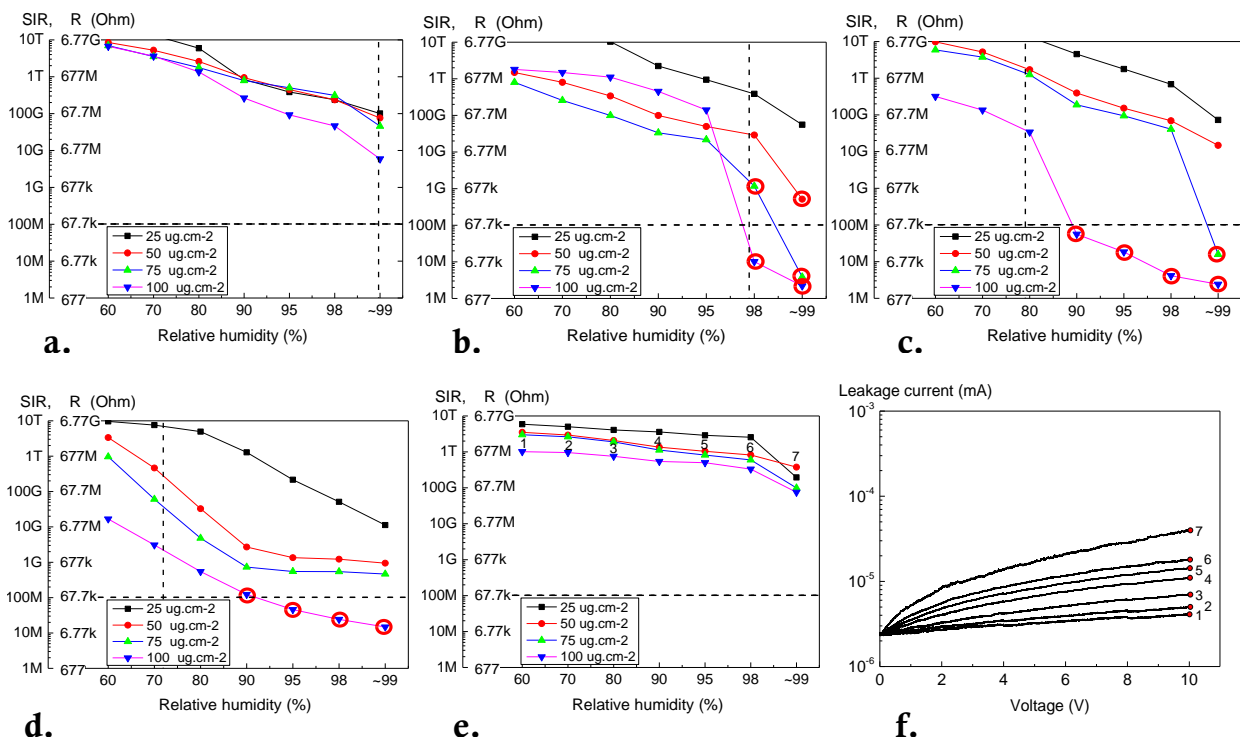 SIR, R (Ohm)
10T 6.77G
1T 677M
100G 67.7M
10G 6.77M
1G 677k
100M 67.7k
10M 6.77k
1M 677
25 ug.cm-2
50 ug.cm-2
75 ug.cm-2
100 ug.cm-2
60 70 80 90 95 98 ~99
Relative humidity (%)
a.
SIR, R (Ohm)
10T 6.77G
1T 677M
100G 67.7M
10G 6.77M
1G 677k
100M 67.7k
10M 6.77k
1M 677
25 ug.cm-2
50 ug.cm-2
75 ug.cm-2
100 ug.cm-2
60 70 80 90 95 98 ~99
Relative humidity (%)
b.
SIR, R (Ohm)
10T 6.77G
1T 677M
100G 67.7M
10G 6.77M
1G 677k
100M 67.7k
10M 6.77k
1M 677
25 ug.cm-2
50 ug.cm-2
75 ug.cm-2
100 ug.cm-2
60 70 80 90 95 98 ~99
Relative humidity (%)
c.
SIR, R (Ohm)
10T 6.77G
1T 677M
100G 67.7M
10G 6.77M
1G 677k
100M 67.7k
10M 6.77k
1M 677
25 ug.cm-2
50 ug.cm-2
75 ug.cm-2
100 ug.cm-2
60 70 80 90 95 98 ~99
Relative humidity (%)
d.
SIR, R (Ohm)
10T 6.77G
1T 677M
100G 67.7M
10G 6.77M
1G 677k
100M 67.7k
10M 6.77k
1M 677
1 2 3 4 5 6 7
25 ug.cm-2
50 ug.cm-2
75 ug.cm-2
100 ug.cm-2
60 70 80 90 95 98 ~99
Relative humidity (%)
e.
Leakage current (mA)
10-3
10-4
10-5
10-6
7
6
5
4
3
2
1
0 2 4 6 8 10
Voltage (V)
f.